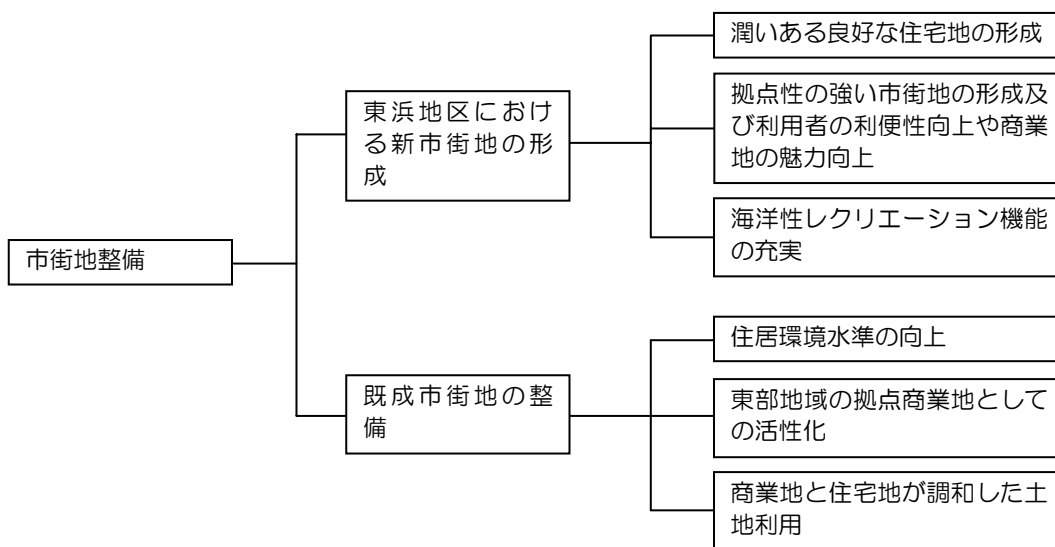 市街地整備
東浜地区におけ
る新市街地の形
成
潤いある良好な住宅地の形成
拠点性の強い市街地の形成及
び利用者の利便性向上や商業
地の魅力向上
海洋性レクリエーション機能
の充実
既成市街地の整
備
住居環境水準の向上
東部地域の拠点商業地として
の活性化
商業地と住宅地が調和した土
地利用